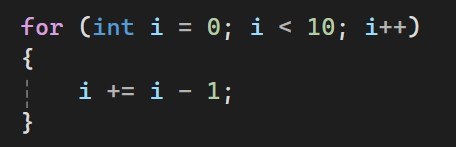 for (int i = 0; i < 10; i++)
{
    i += i - 1;
}